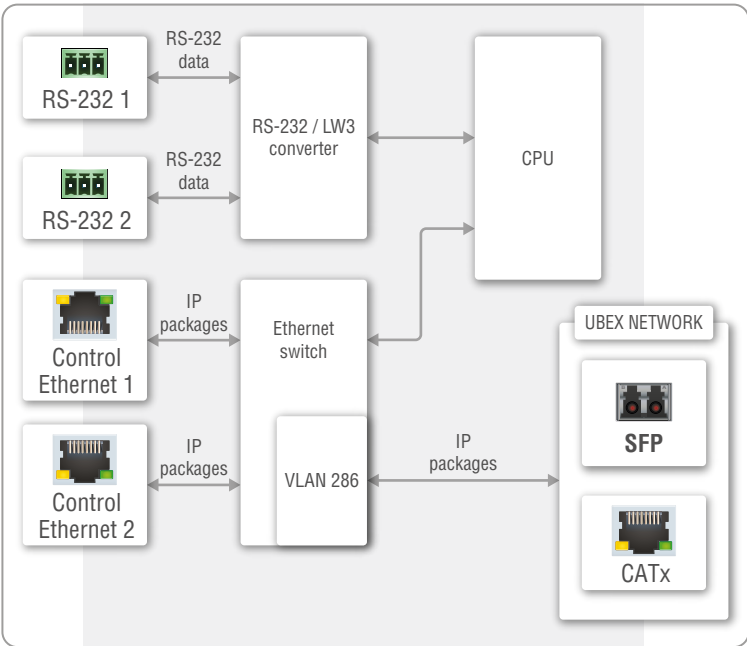 RS-232
data
RS-232 1
RS-232
data
RS-232 2
RS-232 / LW3
converter
CPU
IP
packages
Control
Ethernet 1
Ethernet
switch
IP
packages
Control
Ethernet 2
VLAN 286
IP
packages
UBEX NETWORK
SFP
CATx